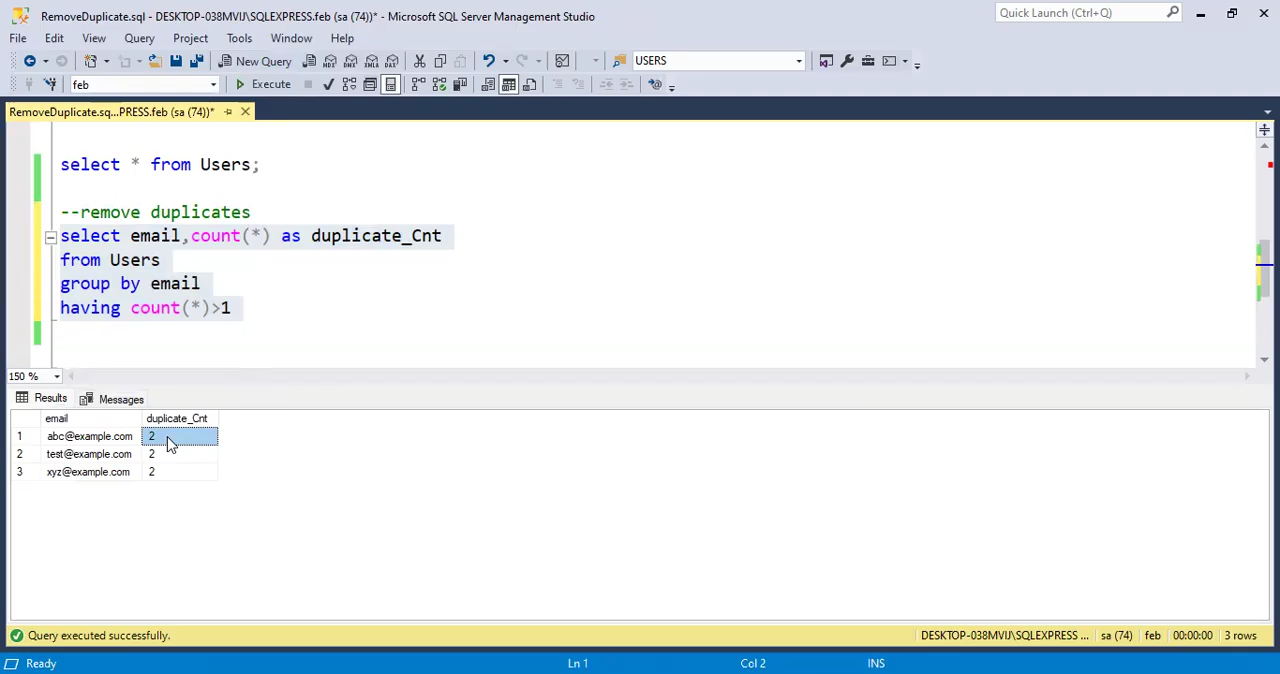 RemoveDuplicate.sql - DESKTOP-038MVIJ\SQLEXPRESS.feb (sa (74))* - Microsoft SQL Server Management Studio
Quick Launch (Ctrl+Q)
File Edit View Query Project Tools Window Help
New Query
USERS
feb
Execute
RemoveDuplicate.sq...PRESS.feb (sa (74))*
select * from Users;
--remove duplicates
select email,count(*) as duplicate_Cnt
from Users
group by email
having count(*)>1
150 %
Results Messages
email duplicate_Cnt
1 abc@example.com 2
2 test@example.com 2
3 xyz@example.com 2
Query executed successfully.
DESKTOP-038MVIJ\SQLEXPRESS ... sa (74) feb 00:00:00 3 rows
Ready Ln 1 Col 2 INS